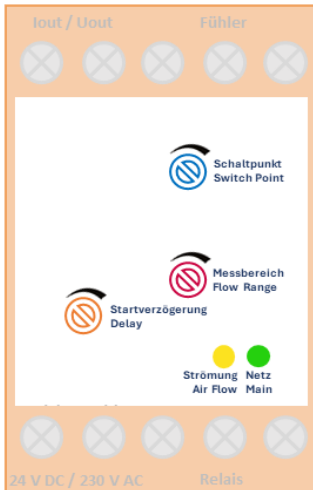 Iout / Uout Fühler
Schaltpunkt
Switch Point
Messbereich
Flow Range
Startverzögerung
Delay
Strömung Netz
Air Flow Main
24 V DC / 230 V AC Relais